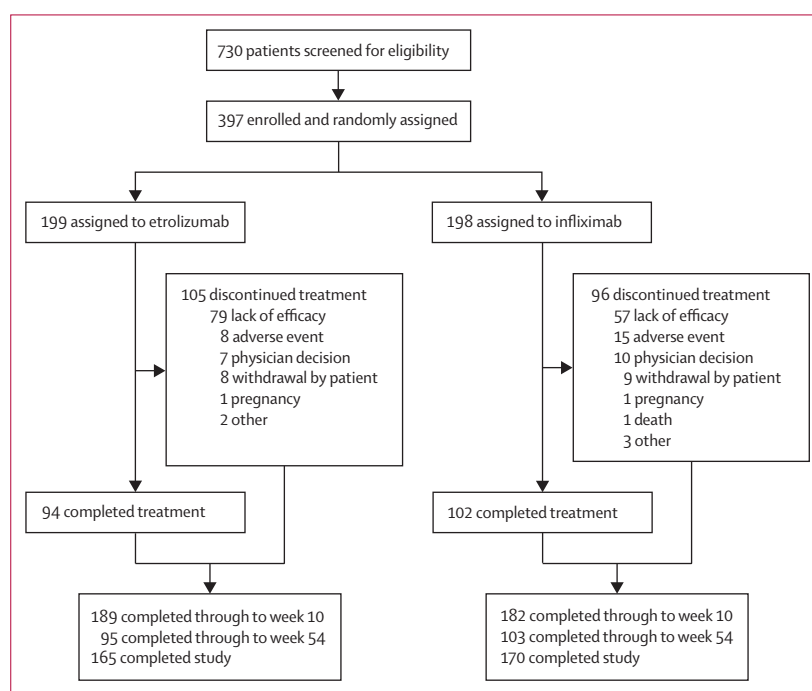 730 patients screened for eligibility
397 enrolled and randomly assigned
199 assigned to etrolizumab
198 assigned to infliximab
105 discontinued treatment
79 lack of efficacy
8 adverse event
7 physician decision
8 withdrawal by patient
1 pregnancy
2 other
96 discontinued treatment
57 lack of efficacy
15 adverse event
10 physician decision
9 withdrawal by patient
1 pregnancy
1 death
3 other
94 completed treatment
102 completed treatment
189 completed through to week 10
95 completed through to week 54
165 completed study
182 completed through to week 10
103 completed through to week 54
170 completed study